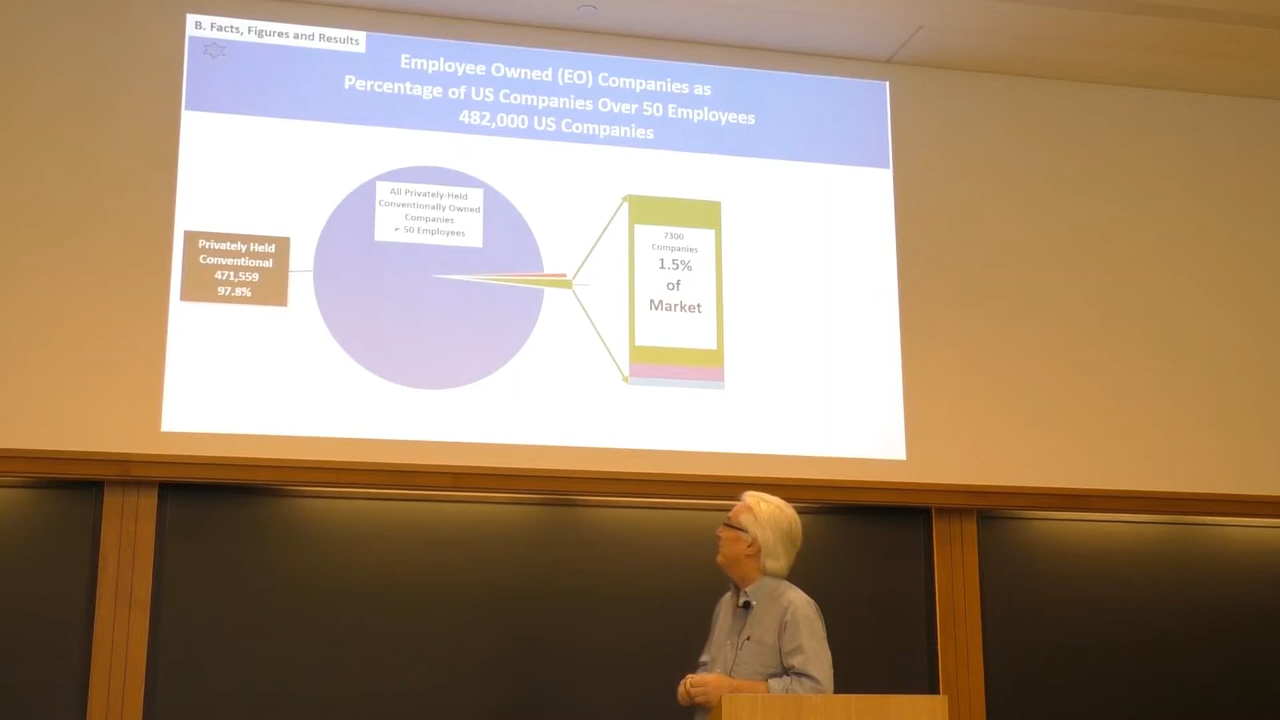 B. Facts, Figures and Results
Employee Owned (EO) Companies as
Percentage of US Companies Over 50 Employees
482,000 US Companies
All Privately-Held
Conventionally Owned
Companies
➢ 50 Employees
Privately Held
Conventional
471,559
97.8%
7300
Companies
1.5%
of
Market